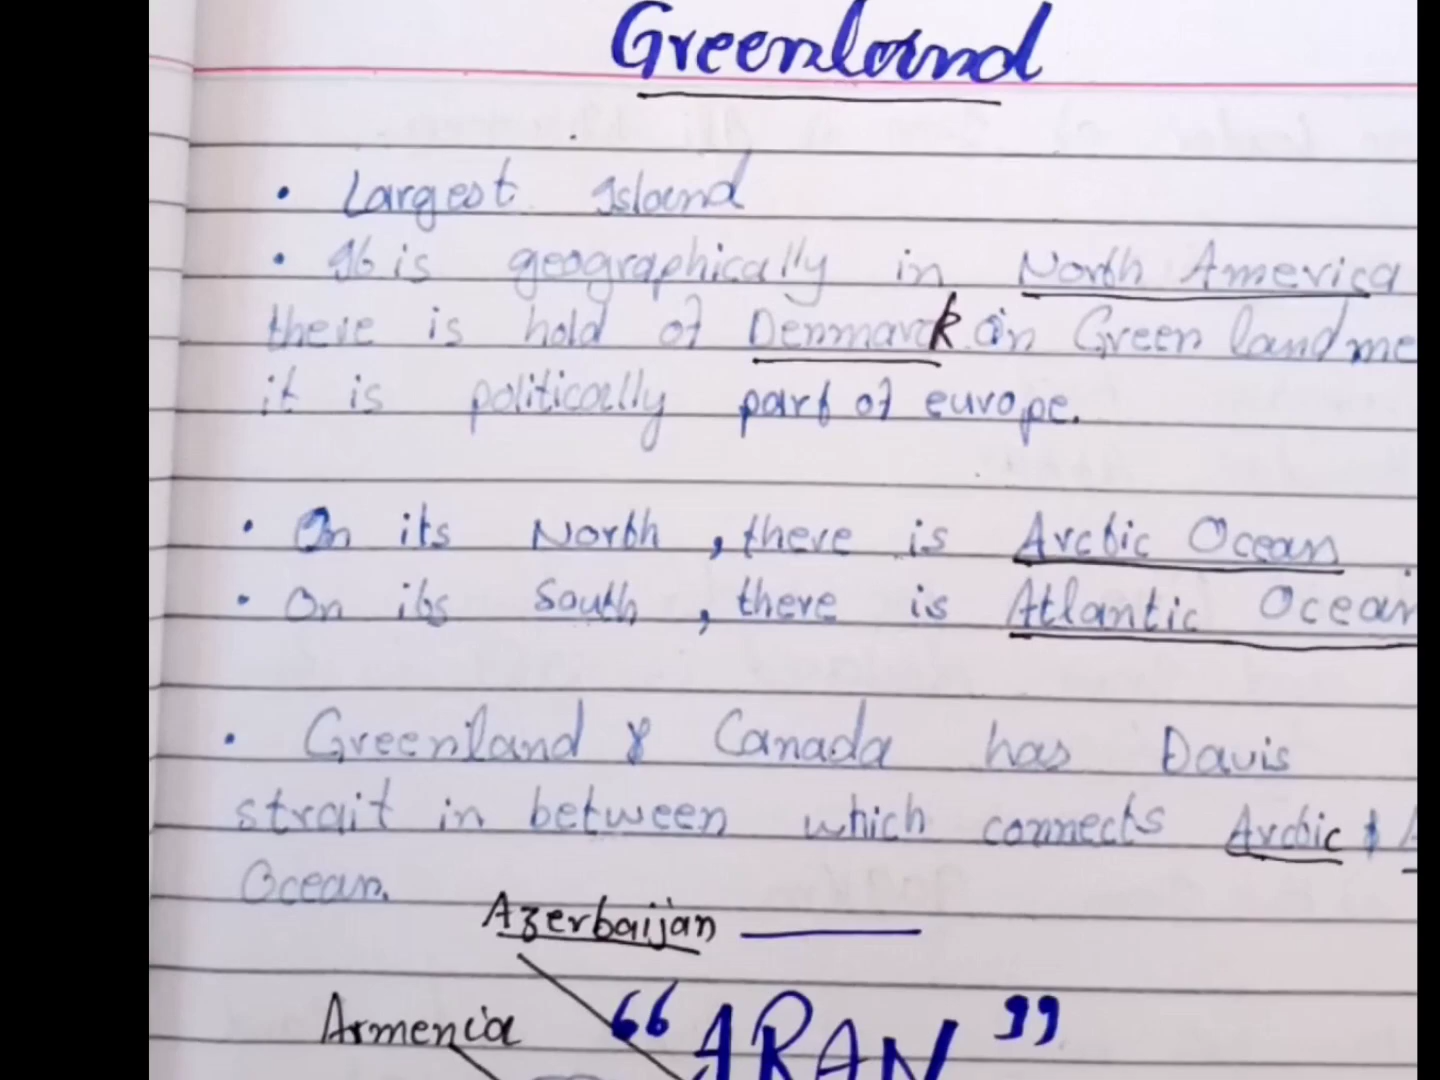 Greenland
• Largest Island
• It is geographically in North America
there is hold of Denmark in Green land me
it is politically part of europe.
• On its North, there is Arctic Ocean
• On its South, there is Atlantic Ocean
• Greenland & Canada has Davis
strait in between which connects Arctic & A
Ocean.
Azerbaijan
Armenia
"ARAN"